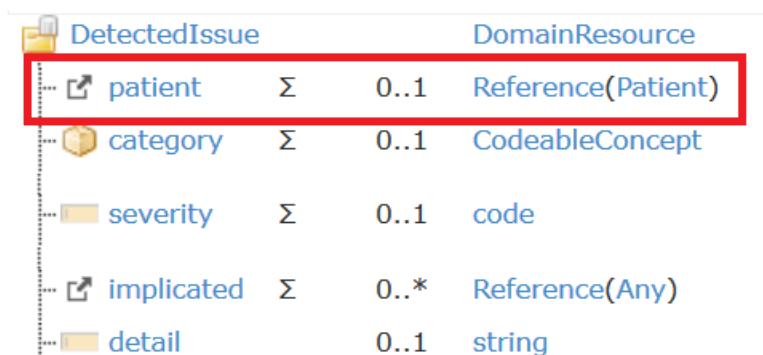 DetectedIssue DomainResource
patient Σ 0..1 Reference(Patient)
category Σ 0..1 CodeableConcept
severity Σ 0..1 code
implicated Σ 0..* Reference(Any)
detail 0..1 string